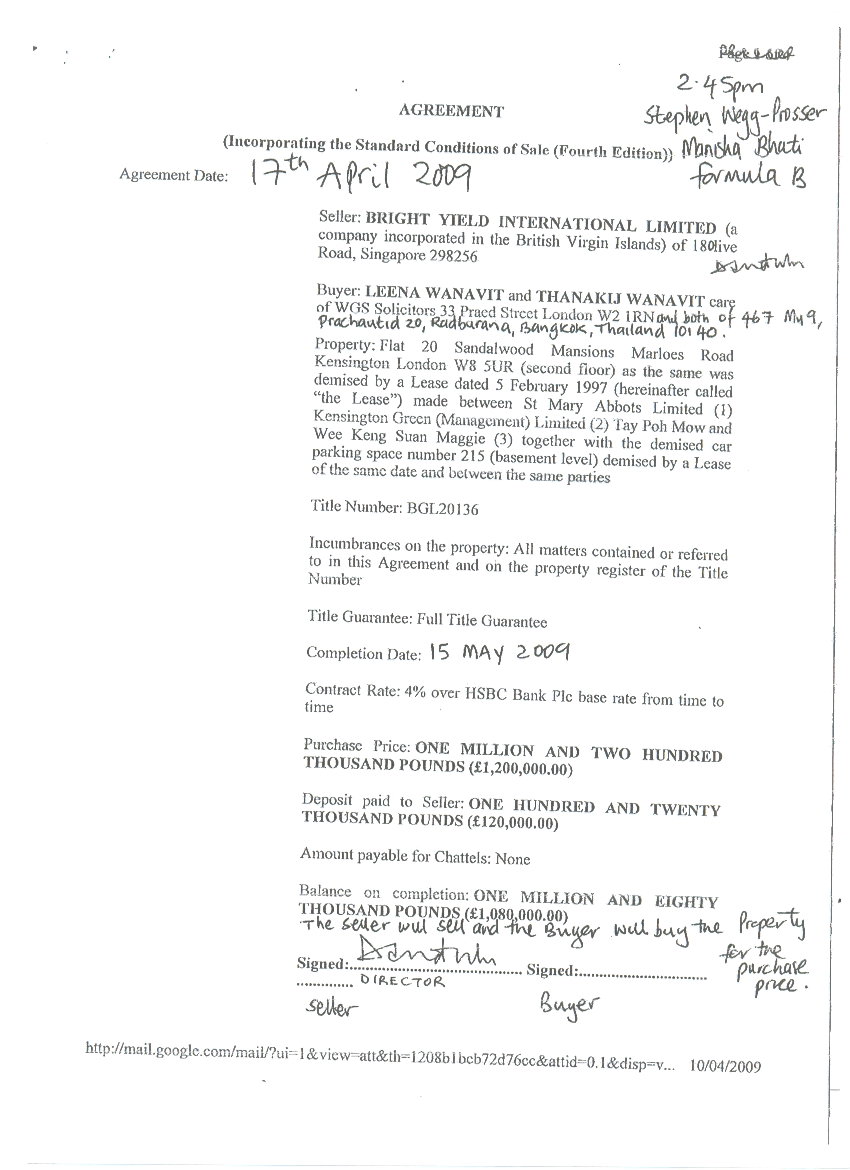 2.45pm
AGREEMENT
Stephen Wegg-Prosser
(Incorporating the Standard Conditions of Sale (Fourth Edition)) Manisha Bhati
Agreement Date: 17th April 2009
formula B
Seller: BRIGHT YIELD INTERNATIONAL LIMITED (a
company incorporated in the British Virgin Islands) of 18 Olive
Road, Singapore 298256
Buyer: LEENA WANAVIT and THANAKIJ WANAVIT care
of WGS Solicitors 33 Praed Street London W2 1RN and both of 467 My9,
Prachautid 20, Radburana, Bangkok, Thailand 10140.
Property: Flat 20 Sandalwood Mansions Marloes Road
Kensington London W8 5UR (second floor) as the same was
demised by a Lease dated 5 February 1997 (hereinafter called
“the Lease”) made between St Mary Abbots Limited (1)
Kensington Green (Management) Limited (2) Tay Poh Mow and
Wee Keng Suan Maggie (3) together with the demised car
parking space number 215 (basement level) demised by a Lease
of the same date and between the same parties
Title Number: BGL20136
Incumbrances on the property: All matters contained or referred
to in this Agreement and on the property register of the Title
Number
Title Guarantee: Full Title Guarantee
Completion Date: 15 MAY 2009
Contract Rate: 4% over HSBC Bank Plc base rate from time to
time
Purchase Price: ONE MILLION AND TWO HUNDRED
THOUSAND POUNDS (£1,200,000.00)
Deposit paid to Seller: ONE HUNDRED AND TWENTY
THOUSAND POUNDS (£120,000.00)
Amount payable for Chattels: None
Balance on completion: ONE MILLION AND EIGHTY
THOUSAND POUNDS (£1,080,000.00)
The seller will sell and the Buyer will buy the Property
for the
purchase
price.
Signed:.................................................. Signed:......................................
.............. DIRECTOR
seller
Buyer
http://mail.google.com/mail/?ui=1&view=att&th=1208b1bcb72d76cc&attid=0.1&disp=v... 10/04/2009